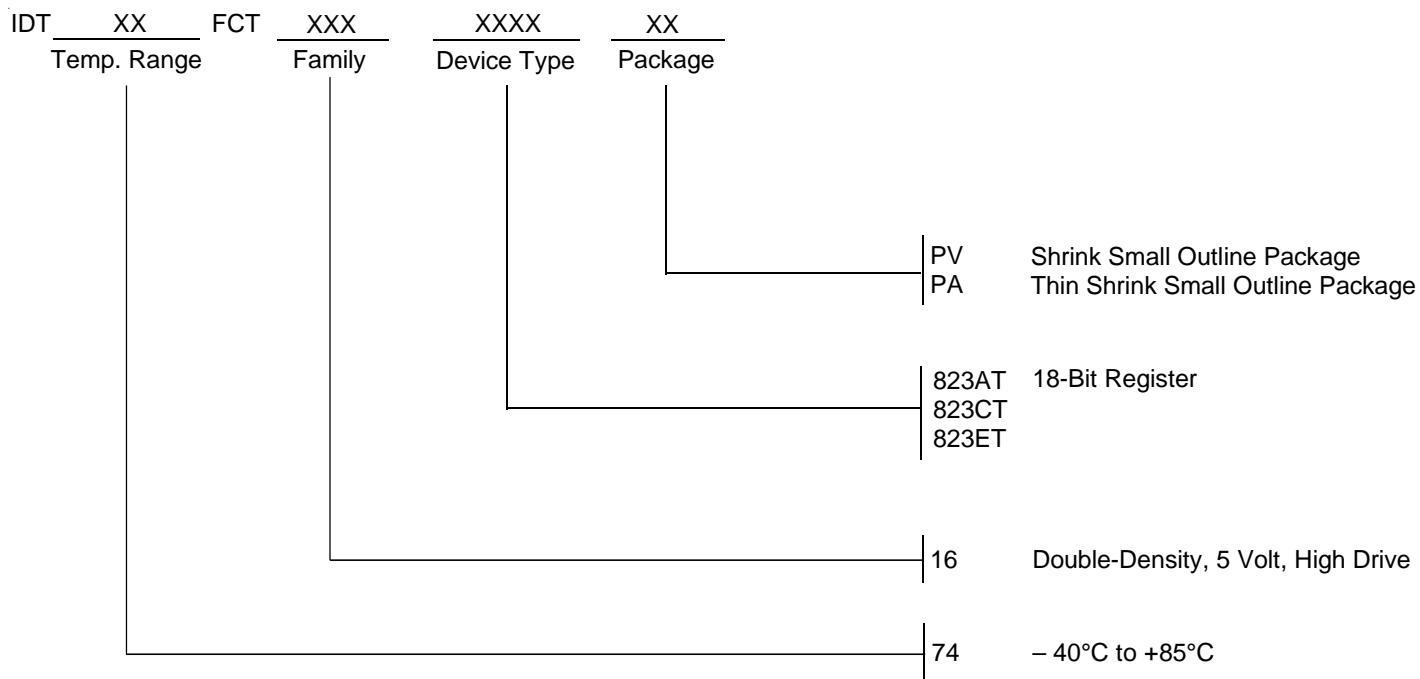 IDT XX FCT XXX XXXX XX
Temp. Range Family Device Type Package
PV Shrink Small Outline Package
PA Thin Shrink Small Outline Package
823AT 18-Bit Register
823CT
823ET
16 Double-Density, 5 Volt, High Drive
74 – 40°C to +85°C